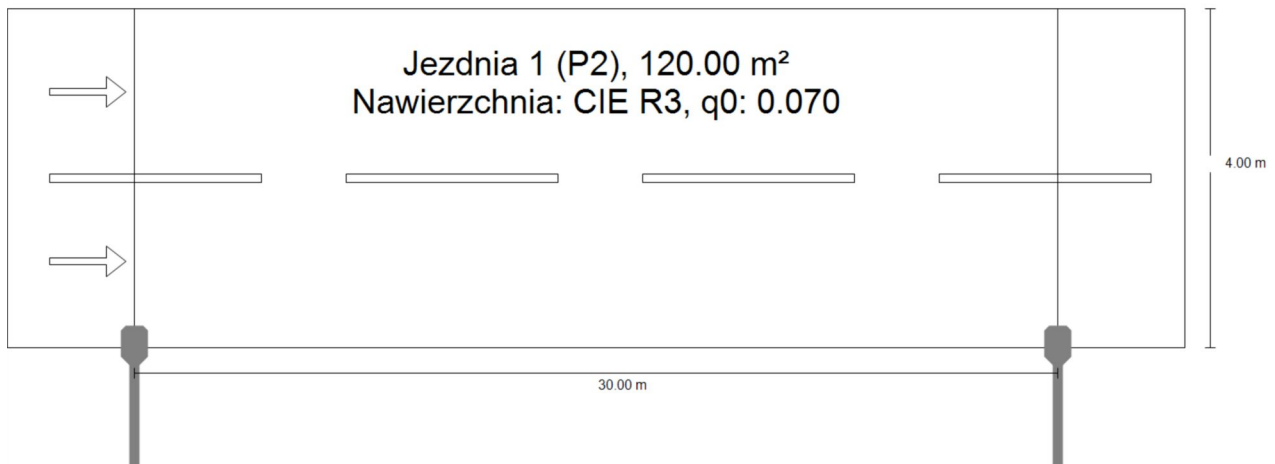 Jezdnia 1 (P2), 120.00 m²
Nawierzchnia: CIE R3, q0: 0.070
4.00 m
30.00 m